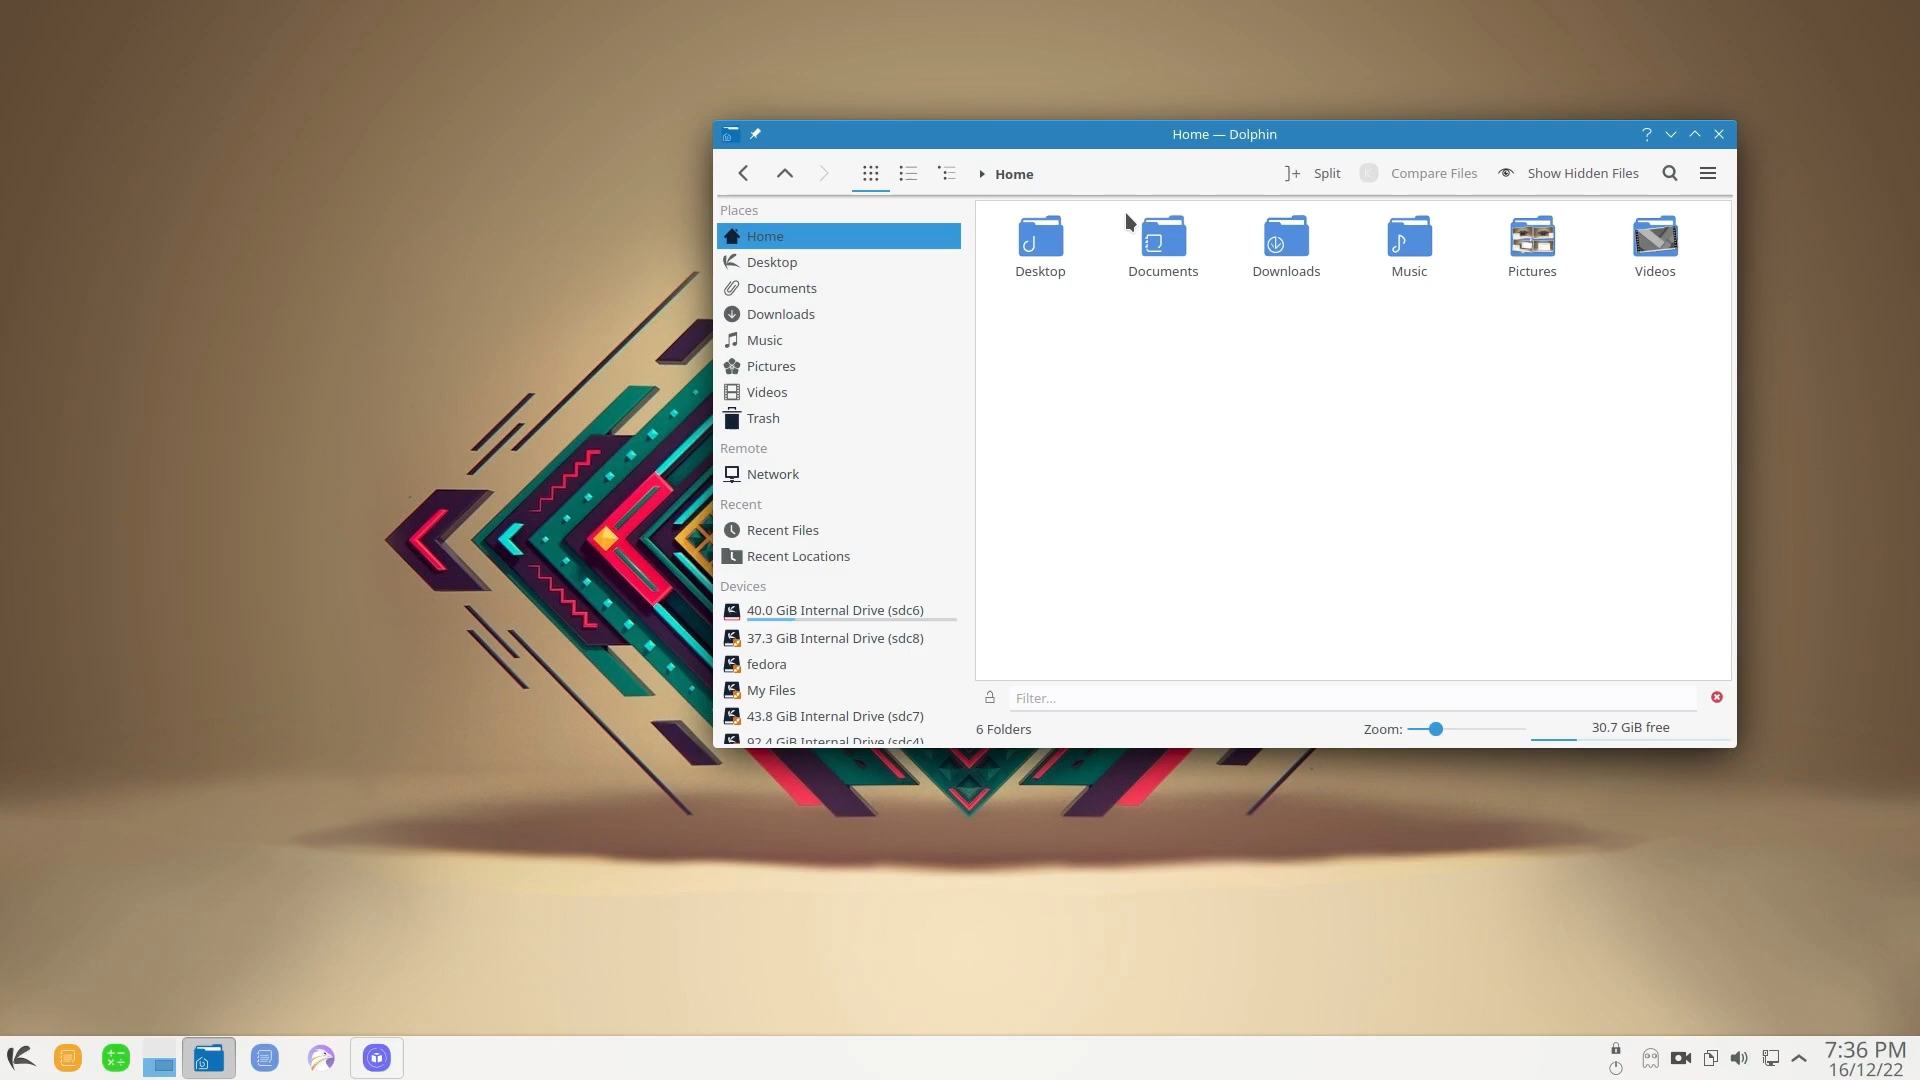 Home — Dolphin
Home
Split
Compare Files
Show Hidden Files
Places
Home
Desktop
Documents
Downloads
Music
Pictures
Videos
Trash
Remote
Network
Recent
Recent Files
Recent Locations
Devices
40.0 GiB Internal Drive (sdc6)
37.3 GiB Internal Drive (sdc8)
fedora
My Files
43.8 GiB Internal Drive (sdc7)
92.4 GiB Internal Drive (sdc4)
Desktop
Documents
Downloads
Music
Pictures
Videos
Filter...
6 Folders
Zoom:
30.7 GiB free
7:36 PM
16/12/22